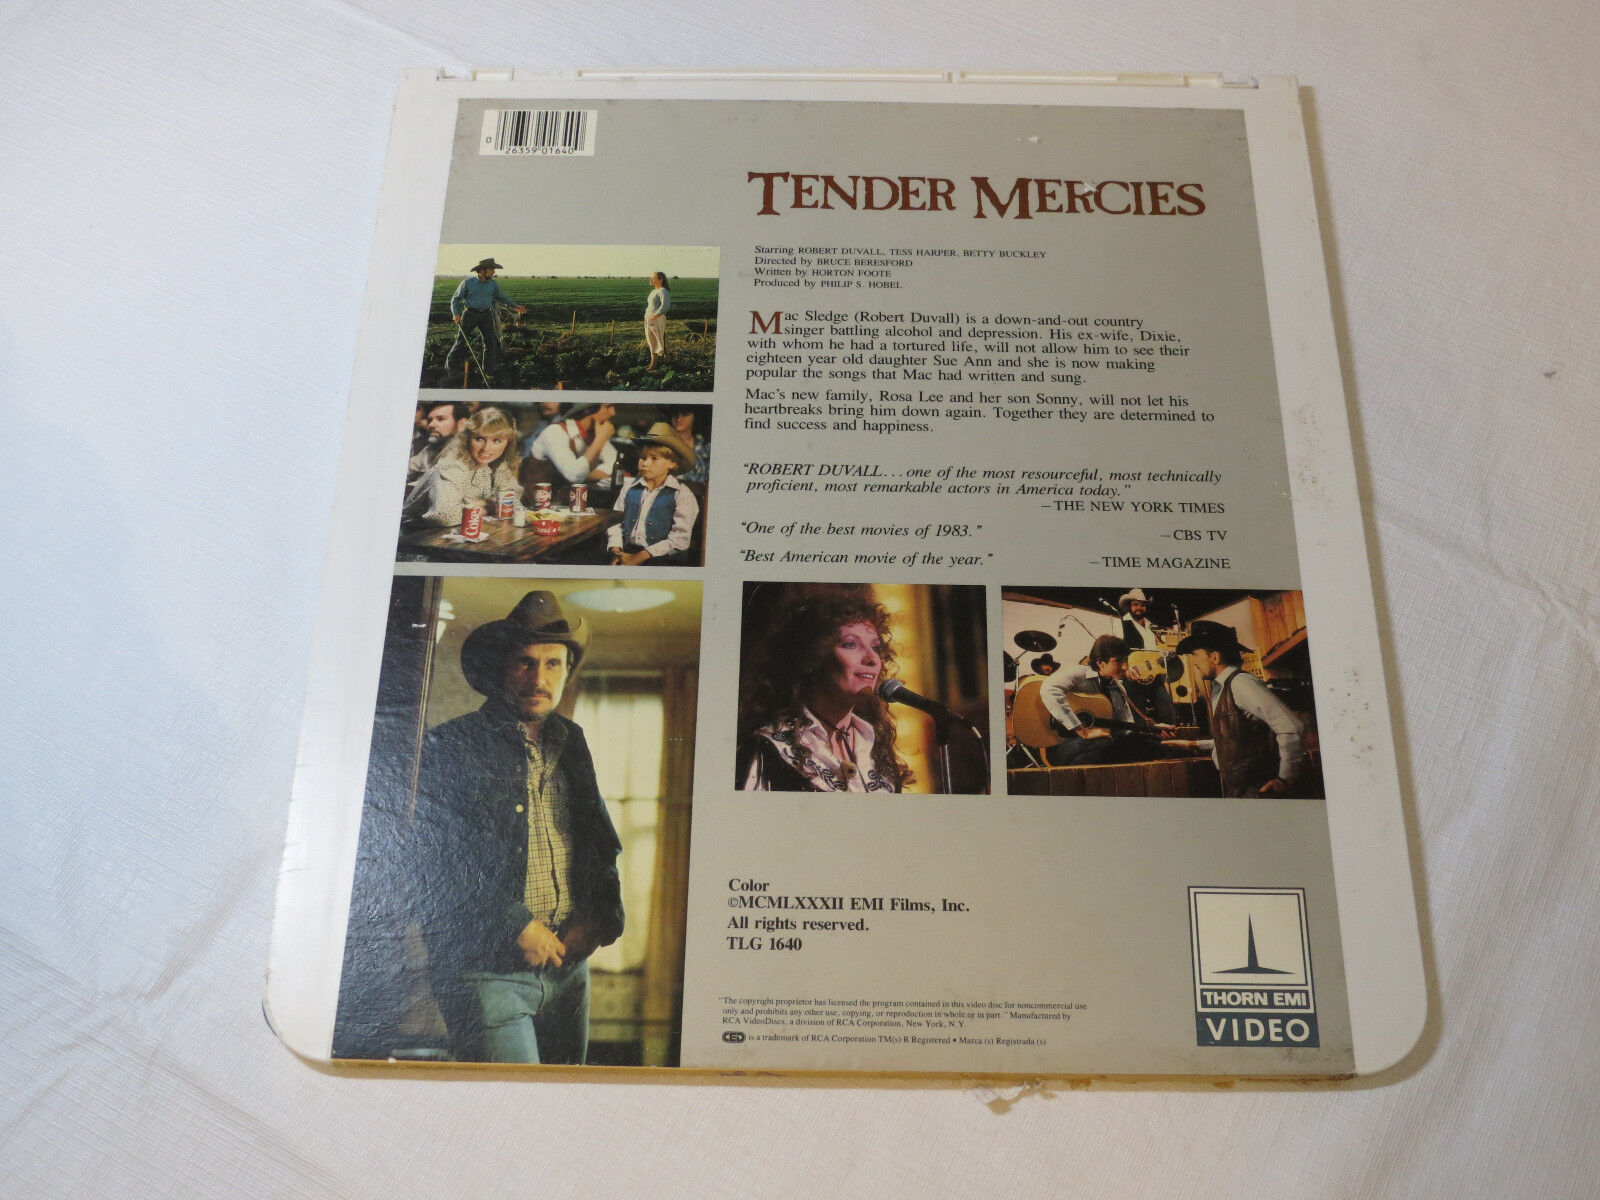 0 26359 01640
TENDER MERCIES
Starring ROBERT DUVALL, TESS HARPER, BETTY BUCKLEY
Directed by BRUCE BERESFORD
Written by HORTON FOOTE
Produced by PHILIP S. HOBEL
Mac Sledge (Robert Duvall) is a down-and-out country
singer battling alcohol and depression. His ex-wife, Dixie,
with whom he had a tortured life, will not allow him to see their
eighteen year old daughter Sue Ann and she is now making
popular the songs that Mac had written and sung.
Mac's new family, Rosa Lee and her son Sonny, will not let his
heartbreaks bring him down again. Together they are determined to
find success and happiness.
"ROBERT DUVALL...one of the most resourceful, most technically
proficient, most remarkable actors in America today."
—THE NEW YORK TIMES
"One of the best movies of 1983."
—CBS TV
"Best American movie of the year."
—TIME MAGAZINE
Coke
Color
©MCMLXXXII EMI Films, Inc.
All rights reserved.
TLG 1640
"The copyright proprietor has licensed the program contained in this video disc for noncommercial use
only and prohibits any other use, copying, or reproduction in whole or in part." Manufactured by
RCA VideoDiscs, a division of RCA Corporation, New York, N.Y.
CED is a trademark of RCA Corporation TM(s) R Registered • Marca (s) Registrada (s)
THORN EMI
VIDEO